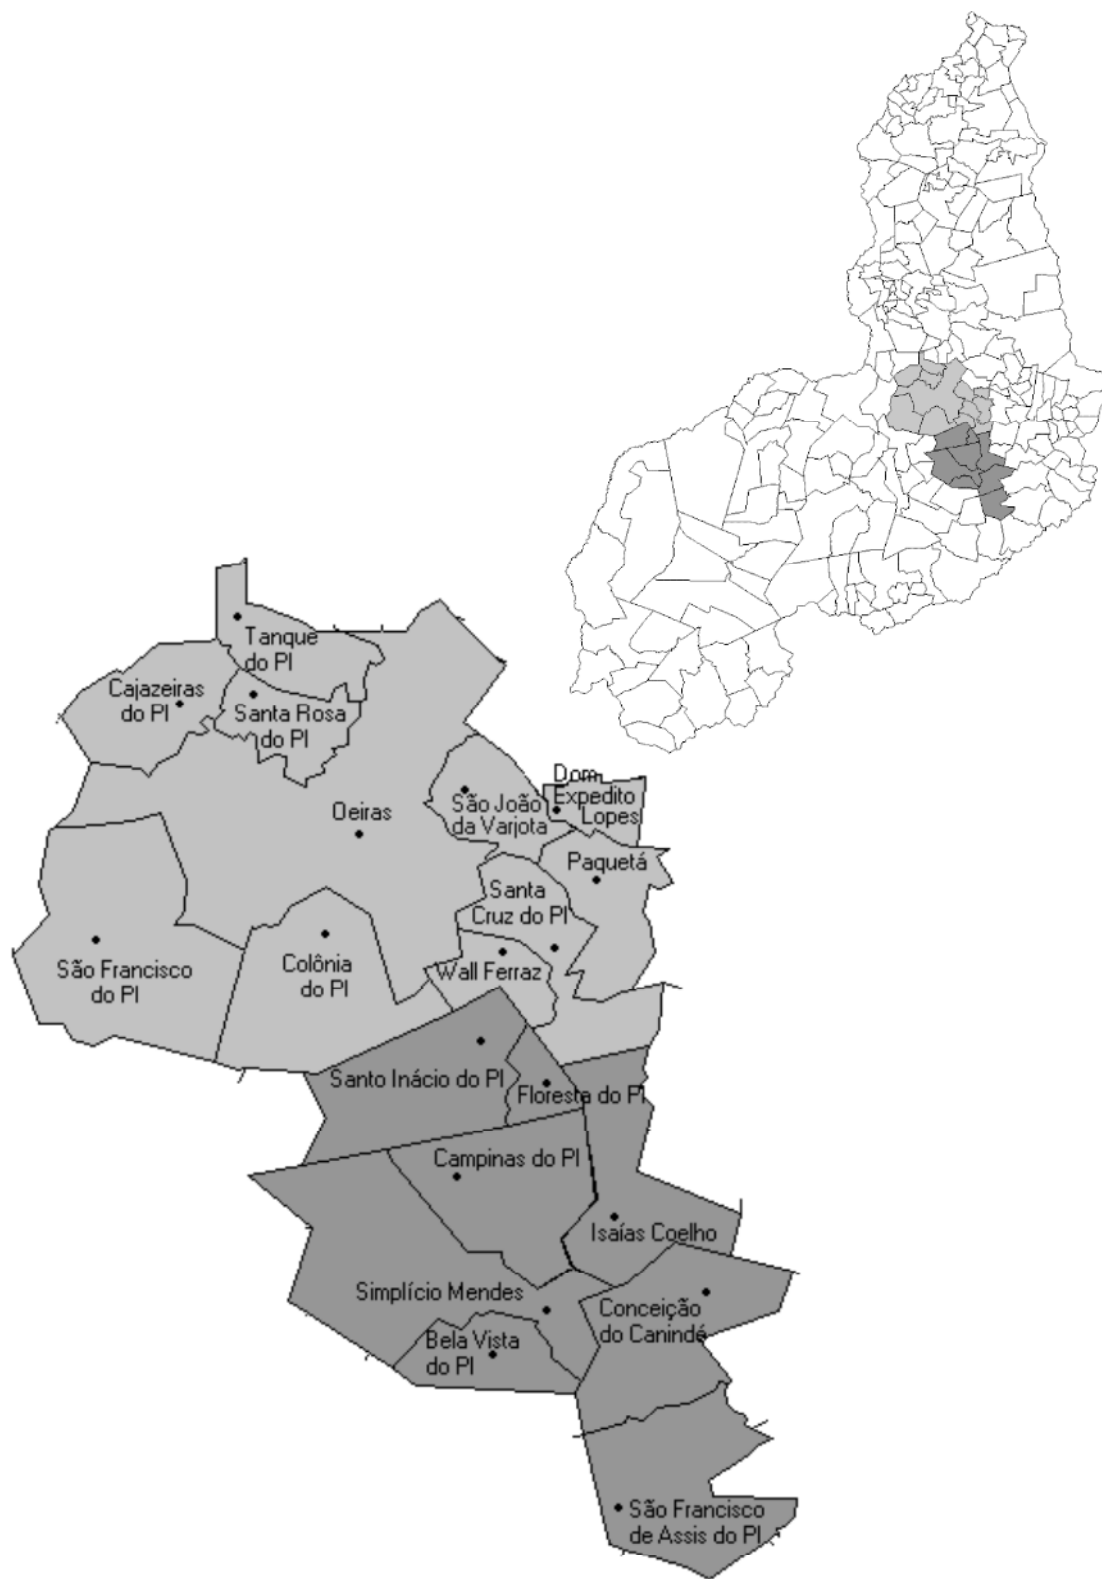 Tanque
do PI
Cajazeiras
do PI
Santa Rosa
do PI
Oeiras
São João
da Varjota
Dom
Expedito
Lopes
Paquetá
Santa
Cruz do PI
Wall Ferraz
São Francisco
do PI
Colônia
do PI
Santo Inácio do PI
Floresta do PI
Campinas do PI
Isaías Coelho
Simplício Mendes
Conceição
do Canindé
Bela Vista
do PI
São Francisco
de Assis do PI